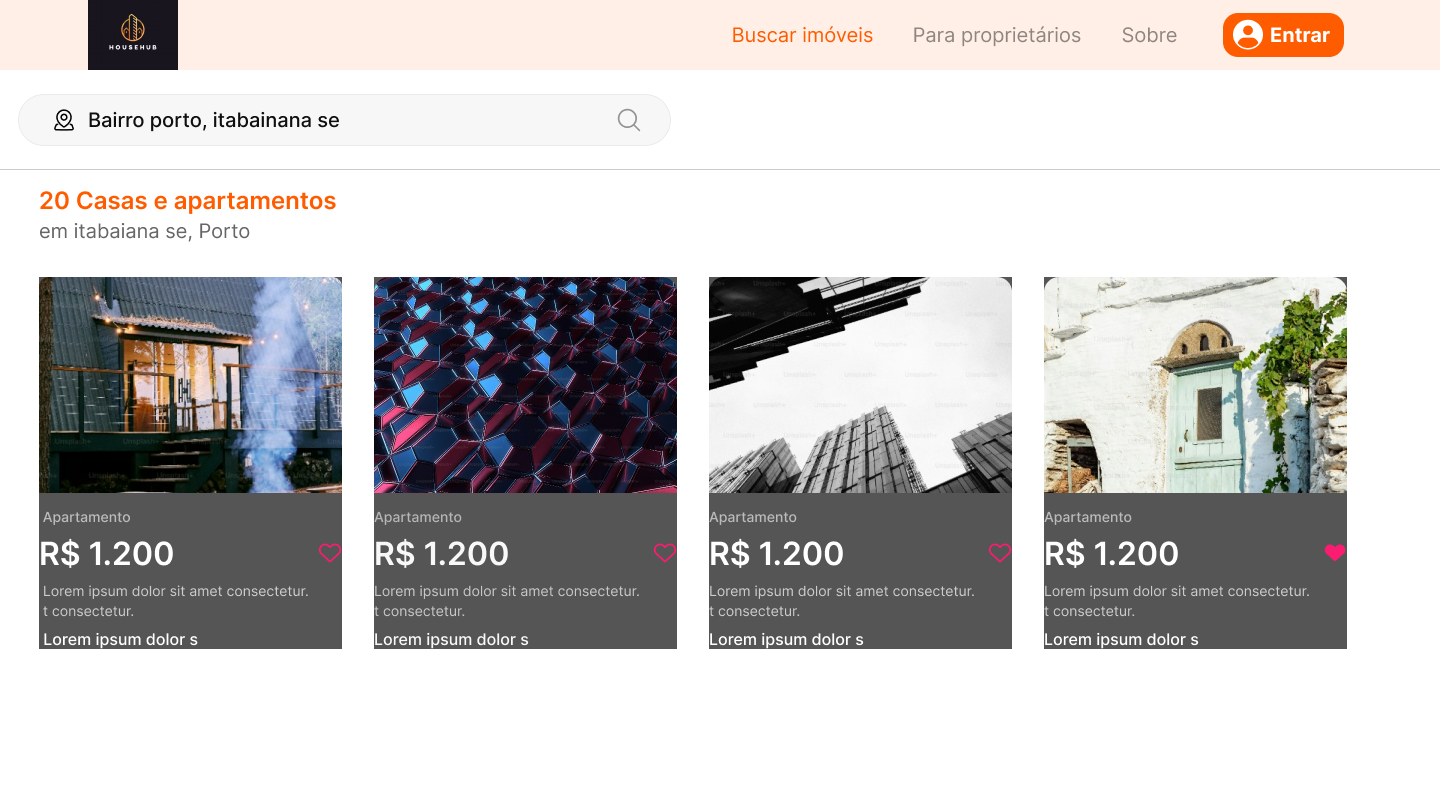 HOUSEHUB
Buscar imóveis Para proprietários Sobre Entrar
Bairro porto, itabainana se
20 Casas e apartamentos
em itabaiana se, Porto
Apartamento
R$ 1.200
Lorem ipsum dolor sit amet consectetur.
t consectetur.
Lorem ipsum dolor s
Apartamento
R$ 1.200
Lorem ipsum dolor sit amet consectetur.
t consectetur.
Lorem ipsum dolor s
Apartamento
R$ 1.200
Lorem ipsum dolor sit amet consectetur.
t consectetur.
Lorem ipsum dolor s
Apartamento
R$ 1.200
Lorem ipsum dolor sit amet consectetur.
t consectetur.
Lorem ipsum dolor s